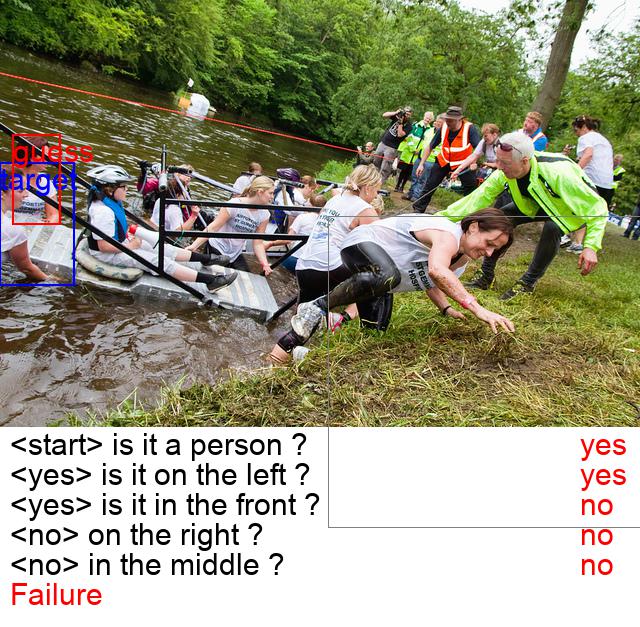 guess
target
<start> is it a person ? yes
<yes> is it on the left ? yes
<yes> is it in the front ? no
<no> on the right ? no
<no> in the middle ? no
Failure